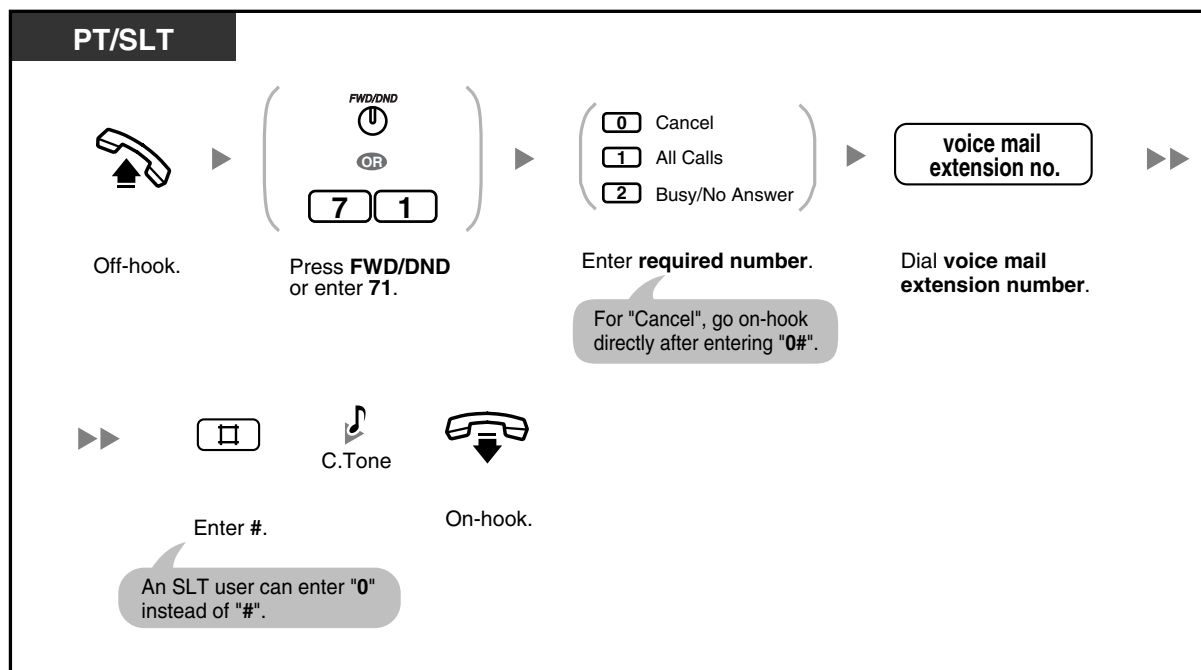 PT/SLT
FWD/DND
OR
7 1
0 Cancel
1 All Calls
2 Busy/No Answer
voice mail
extension no.
Off-hook.
Press FWD/DND
or enter 71.
Enter required number.
For "Cancel", go on-hook
directly after entering "0#".
Dial voice mail
extension number.
#
C.Tone
Enter #.
On-hook.
An SLT user can enter "0"
instead of "#".